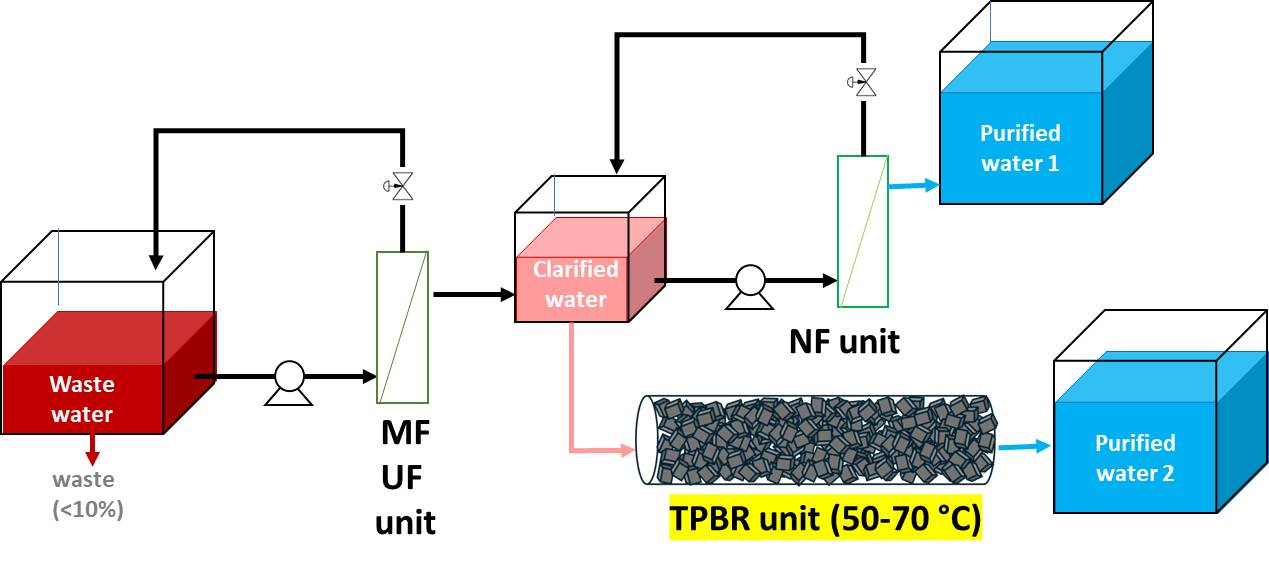 Purified
water 1
Clarified
water
NF unit
Waste
water
MF
UF
unit
waste
(<10%)
Purified
water 2
TPBR unit (50-70 °C)